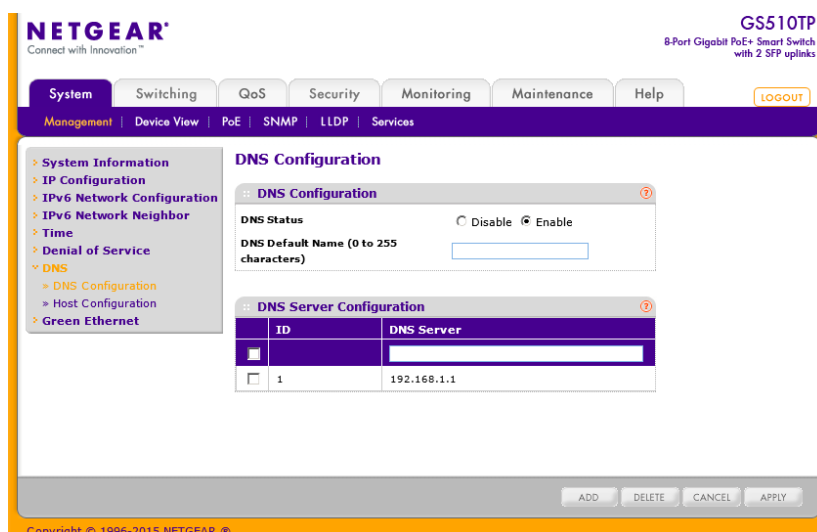 NETGEAR®
Connect with Innovation™
GS510TP
8-Port Gigabit PoE+ Smart Switch
with 2 SFP uplinks
System Switching QoS Security Monitoring Maintenance Help LOGOUT
Management | Device View | PoE | SNMP | LLDP | Services
System Information
IP Configuration
IPv6 Network Configuration
IPv6 Network Neighbor
Time
Denial of Service
DNS
» DNS Configuration
» Host Configuration
Green Ethernet
DNS Configuration
DNS Configuration
DNS Status Disable Enable
DNS Default Name (0 to 255
characters)
DNS Server Configuration
ID DNS Server
1 192.168.1.1
ADD DELETE CANCEL APPLY
Copyright © 1996-2015 NETGEAR ®